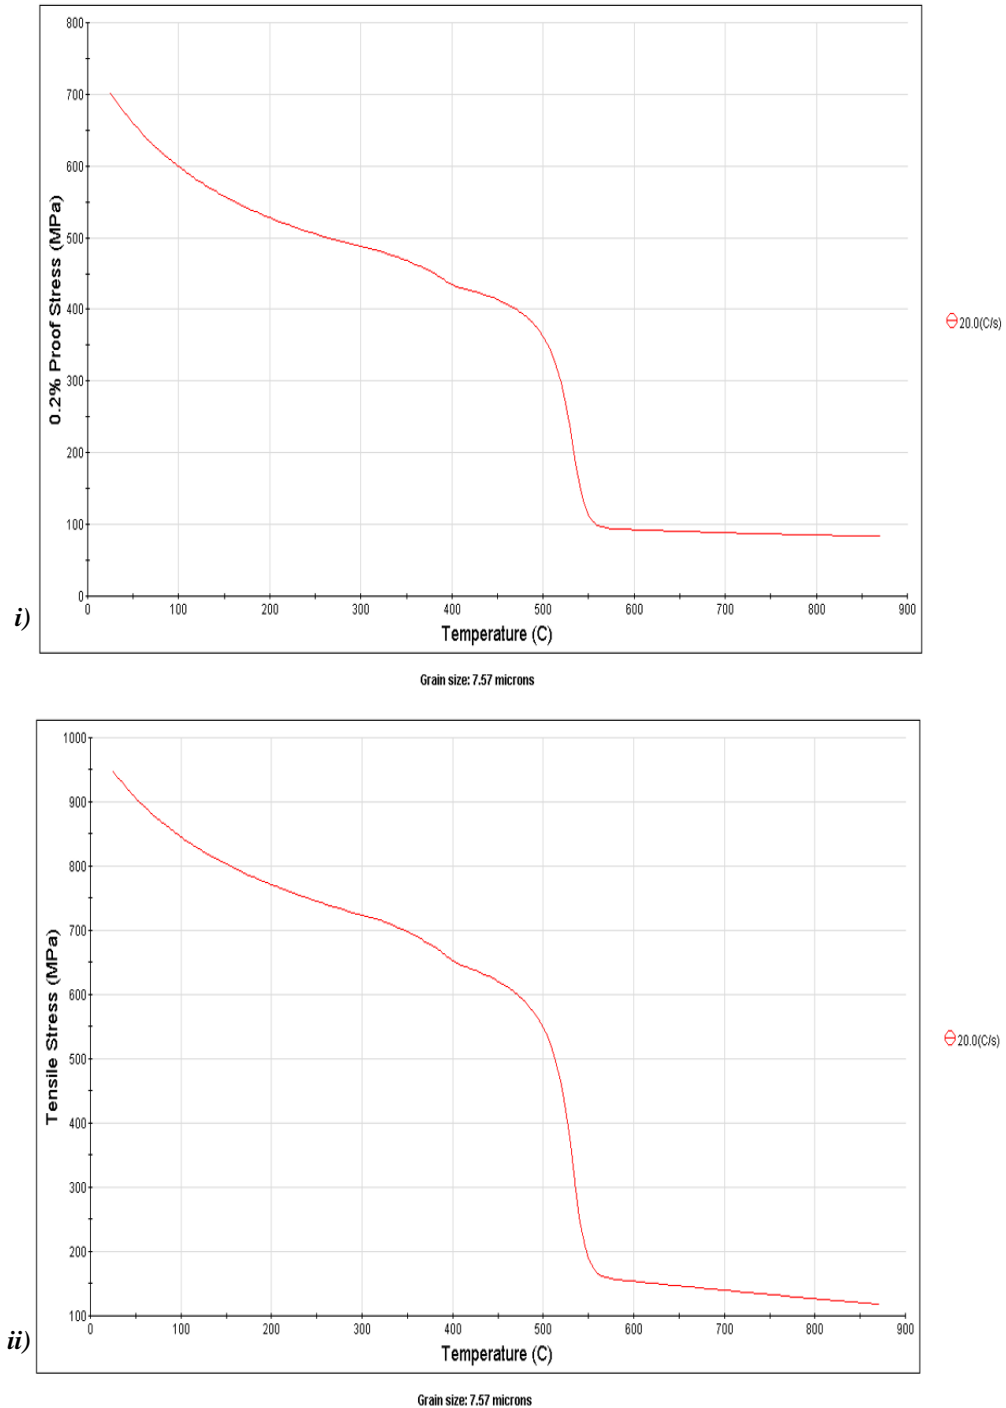 800
700
600
500
400
300
200
100
0
0.2% Proof Stress (MPa)
0 100 200 300 400 500 600 700 800 900
Temperature (C)
20.0(C/s)
i)
Grain size: 7.57 microns
1000
900
800
700
600
500
400
300
200
100
Tensile Stress (MPa)
0 100 200 300 400 500 600 700 800 900
Temperature (C)
20.0(C/s)
ii)
Grain size: 7.57 microns